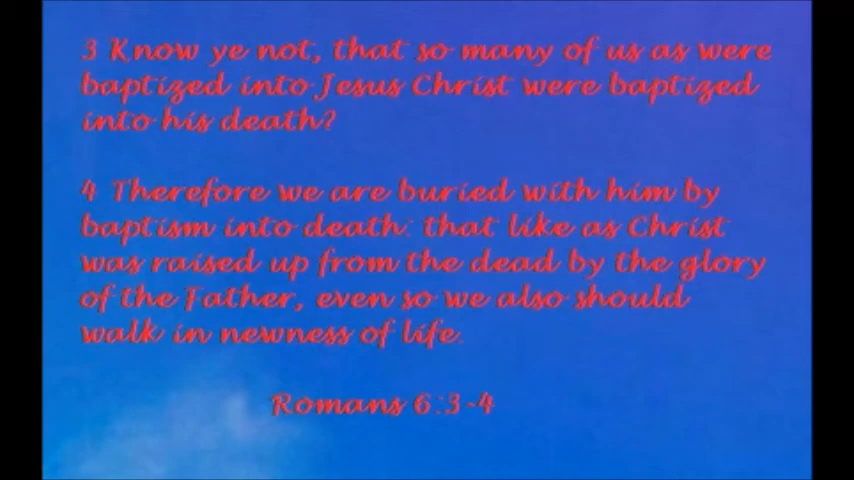 3 Know ye not, that so many of us as were
baptized into Jesus Christ were baptized
into his death?
4 Therefore we are buried with him by
baptism into death: that like as Christ
was raised up from the dead by the glory
of the Father, even so we also should
walk in newness of life.
Romans 6:3-4